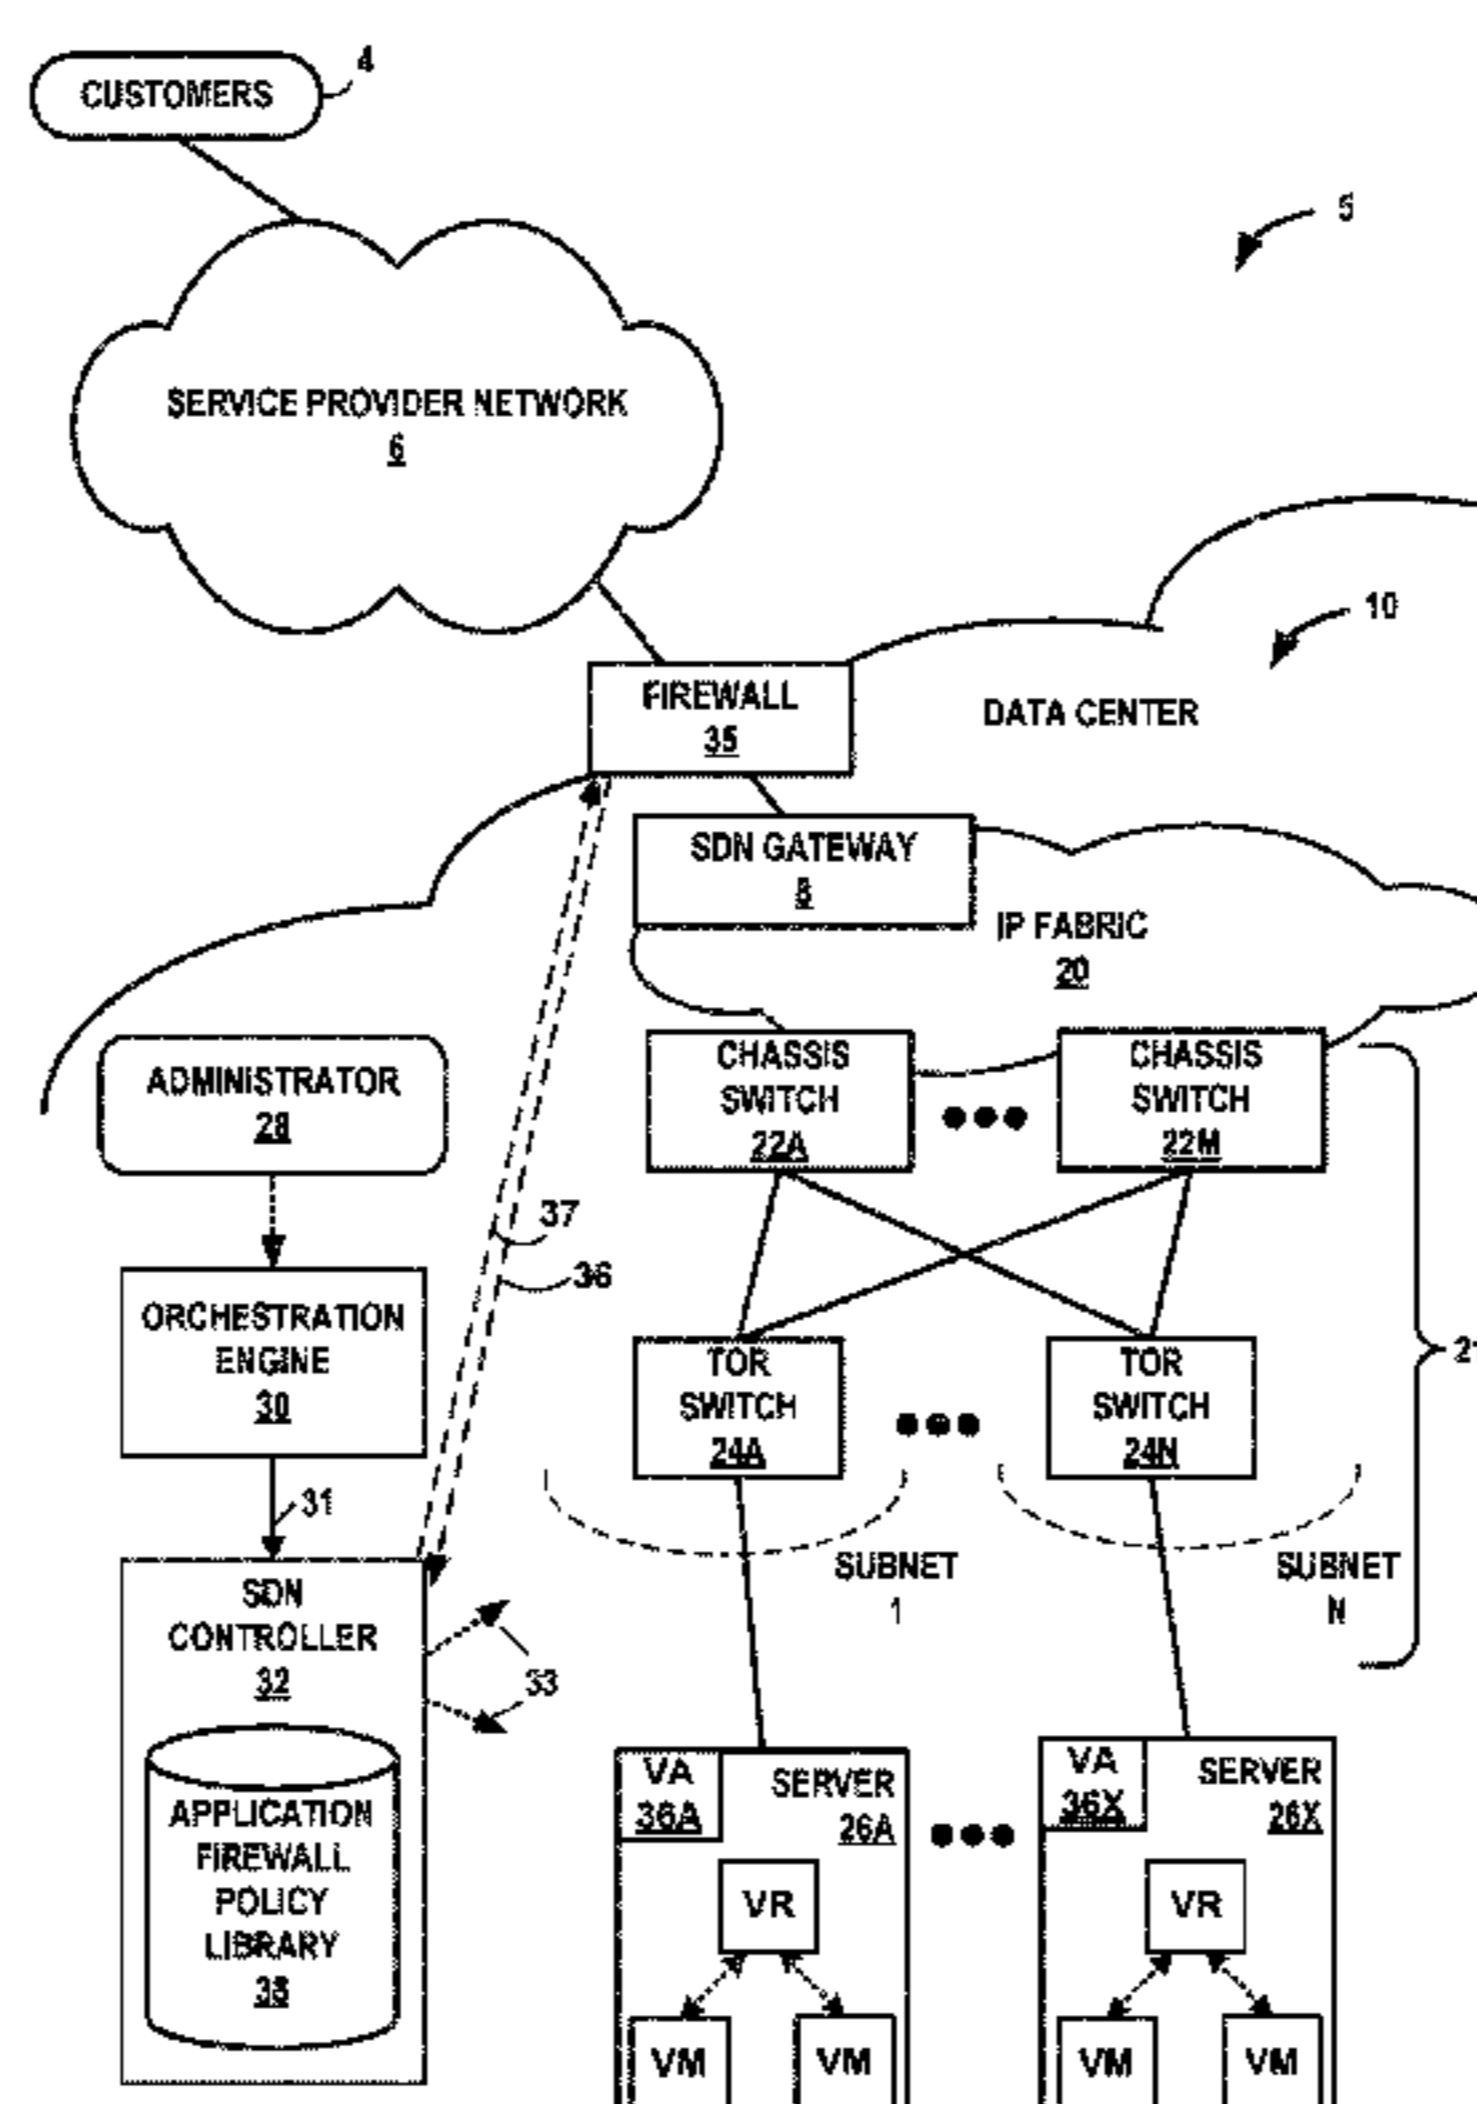 CUSTOMERS
4
5
SERVICE PROVIDER NETWORK
6
10
FIREWALL
35
DATA CENTER
SDN GATEWAY
8
IP FABRIC
20
ADMINISTRATOR
28
CHASSIS
SWITCH
22A
CHASSIS
SWITCH
22M
37
36
ORCHESTRATION
ENGINE
30
TOR
SWITCH
24A
TOR
SWITCH
24N
31
SUBNET
1
SUBNET
N
SDN
CONTROLLER
32
33
APPLICATION
FIREWALL
POLICY
LIBRARY
38
VA
36A
SERVER
26A
VR
VM
VM
VA
36X
SERVER
26X
VR
VM
VM